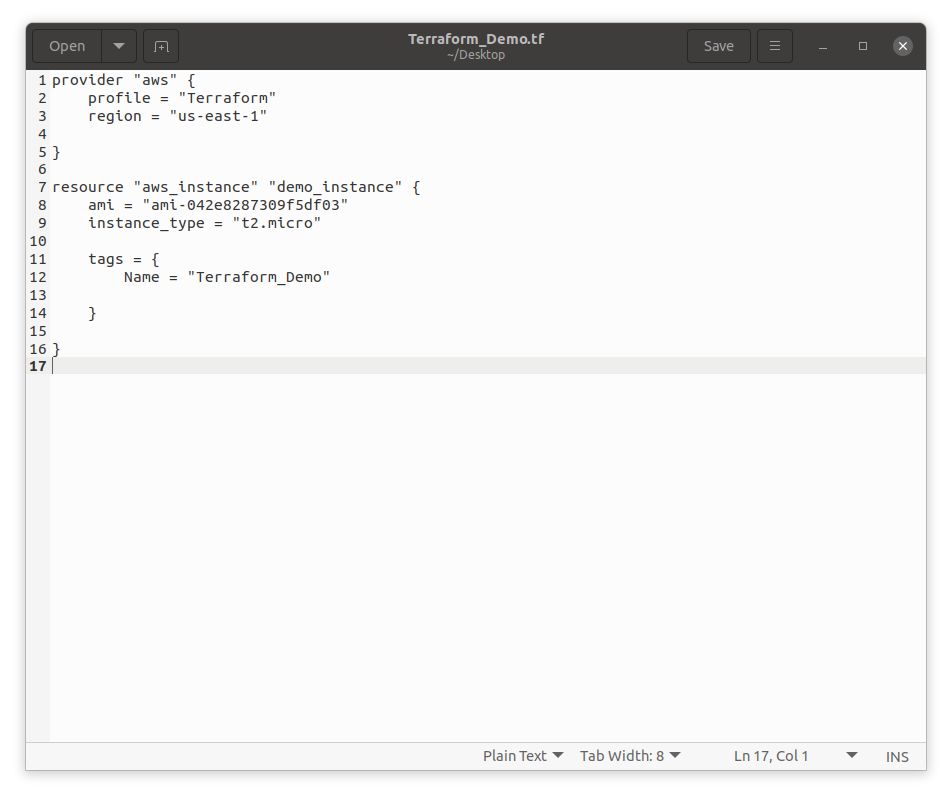 Open
Terraform_Demo.tf
~/Desktop
Save
1 provider "aws" {
2     profile = "Terraform"
3     region = "us-east-1"
4
5 }
6
7 resource "aws_instance" "demo_instance" {
8     ami = "ami-042e8287309f5df03"
9     instance_type = "t2.micro"
10
11     tags = {
12         Name = "Terraform_Demo"
13
14     }
15
16 }
17
Plain Text Tab Width: 8 Ln 17, Col 1 INS